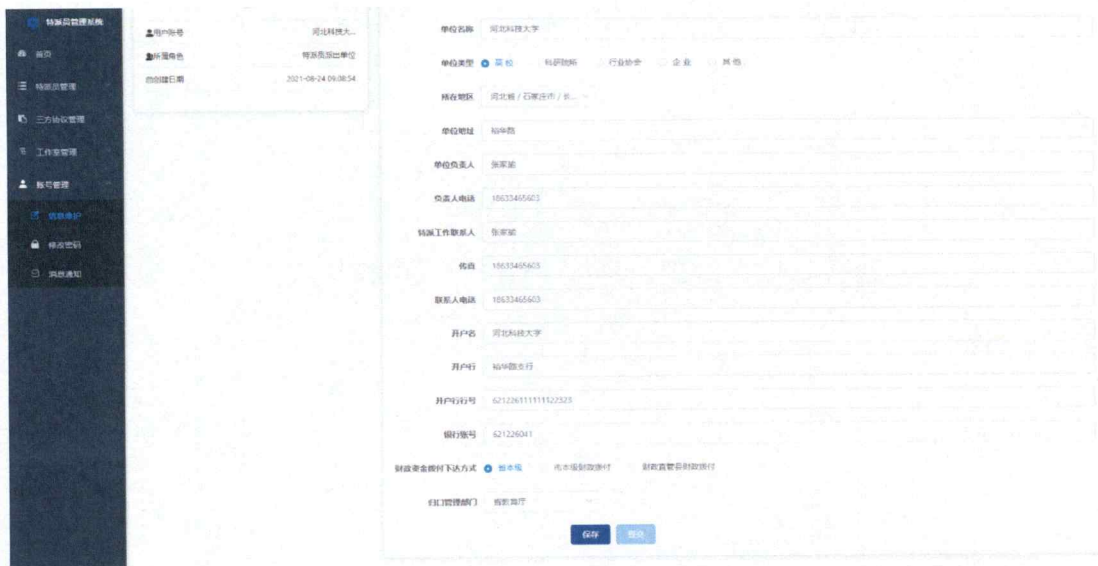 特派员管理系统
首页
特派员管理
三方协议管理
工作室管理
账号管理
信息维护
修改密码
消息通知
用户账号 河北科技大...
所属角色 特派员派出单位
创建日期 2021-08-24 09:08:54
单位名称 河北科技大学
单位类型 高校 科研院所 行业协会 企业 其他
所在地区 河北省 / 石家庄市 / 长...
单位地址 裕华路
单位负责人 张家瑜
负责人电话 18633465603
特派工作联系人 张家瑜
传真 18633465603
联系人电话 18633465603
开户名 河北科技大学
开户行 裕华路支行
开户行行号 621226311111122323
银行账号 621226041
财政资金拨付下达方式 省本级 市本级财政拨付 财政直管县财政拨付
归口管理部门 省教育厅
保存 提交